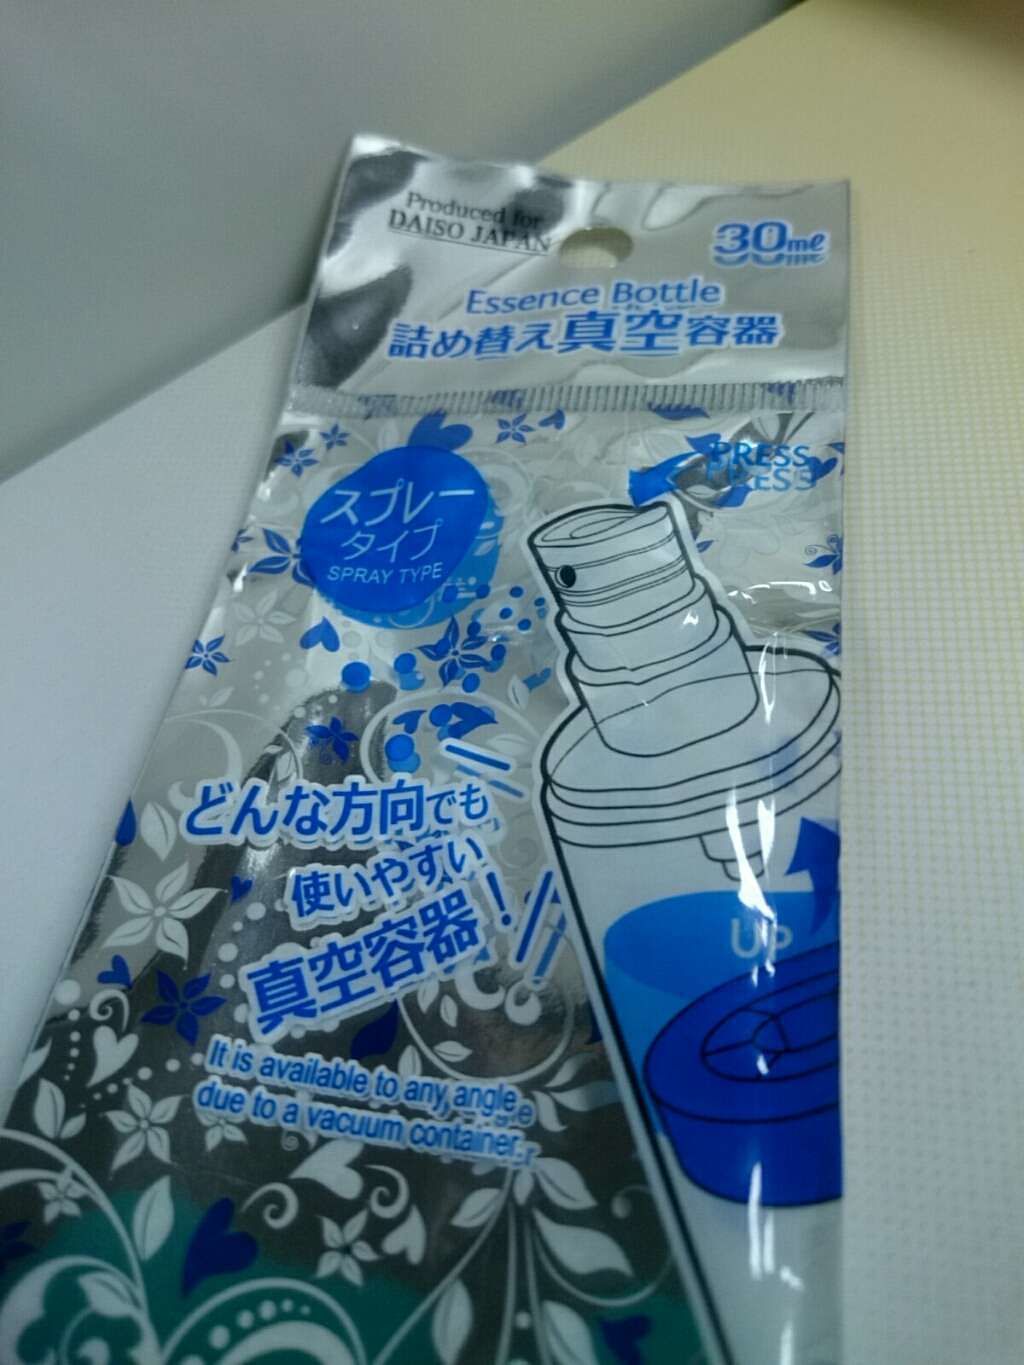 Produced for
DAISO JAPAN
30ml
Essence Bottle
詰め替え真空容器
PRESS
スプレー
タイプ
SPRAY TYPE
どんな方向でも
使いやすい
真空容器!
UP
It is available to any angle
due to a vacuum container.